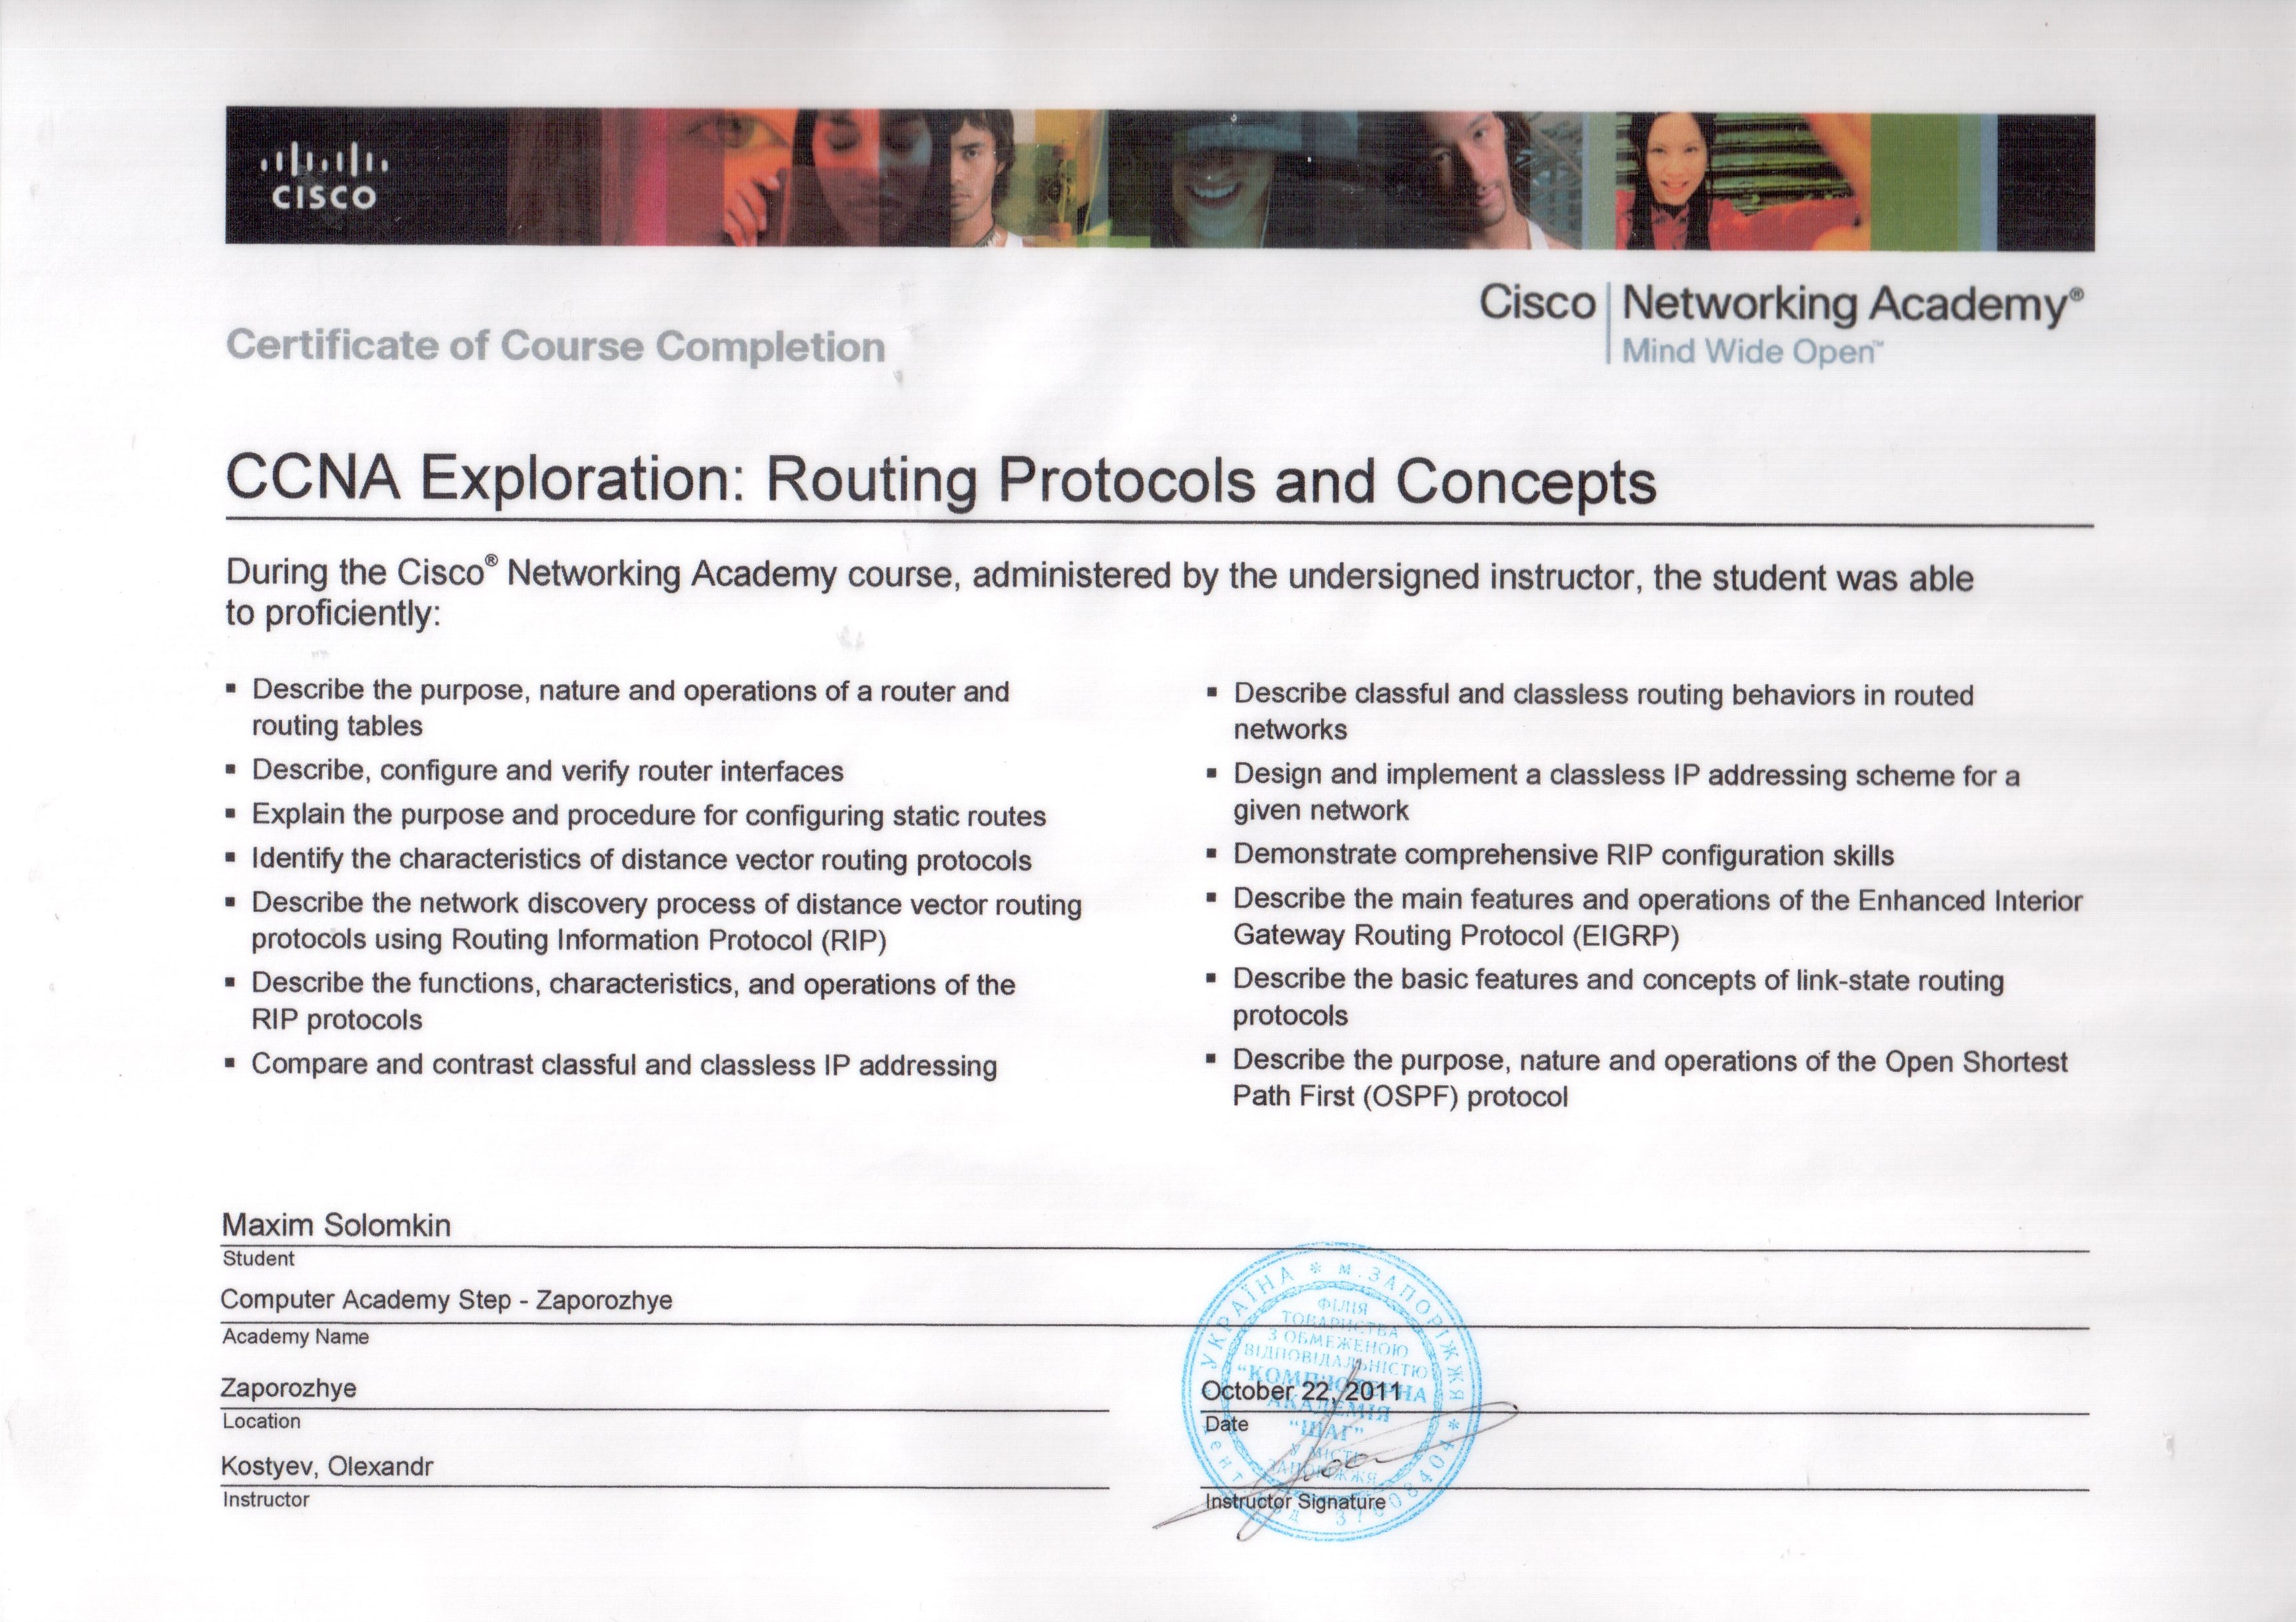 CISCO
Cisco Networking Academy®
Mind Wide Open™
Certificate of Course Completion
CCNA Exploration: Routing Protocols and Concepts
During the Cisco® Networking Academy course, administered by the undersigned instructor, the student was able
to proficiently:
▪ Describe the purpose, nature and operations of a router and
routing tables
▪ Describe, configure and verify router interfaces
▪ Explain the purpose and procedure for configuring static routes
▪ Identify the characteristics of distance vector routing protocols
▪ Describe the network discovery process of distance vector routing
protocols using Routing Information Protocol (RIP)
▪ Describe the functions, characteristics, and operations of the
RIP protocols
▪ Compare and contrast classful and classless IP addressing
▪ Describe classful and classless routing behaviors in routed
networks
▪ Design and implement a classless IP addressing scheme for a
given network
▪ Demonstrate comprehensive RIP configuration skills
▪ Describe the main features and operations of the Enhanced Interior
Gateway Routing Protocol (EIGRP)
▪ Describe the basic features and concepts of link-state routing
protocols
▪ Describe the purpose, nature and operations of the Open Shortest
Path First (OSPF) protocol
Maxim Solomkin
Student
Computer Academy Step - Zaporozhye
Academy Name
Zaporozhye
Location
October 22, 2011
Date
Kostyev, Olexandr
Instructor
Instructor Signature
УКРАЇНА * м.ЗАПОРІЖЖЯ *
ФІЛІЯ
ТОВАРИСТВА
З ОБМЕЖЕНОЮ
ВІДПОВІДАЛЬНІСТЮ
"КОМП'ЮТЕРНА
АКАДЕМІЯ
"ШАГ"
У МІСТІ
ЗАПОРІЖЖЯ